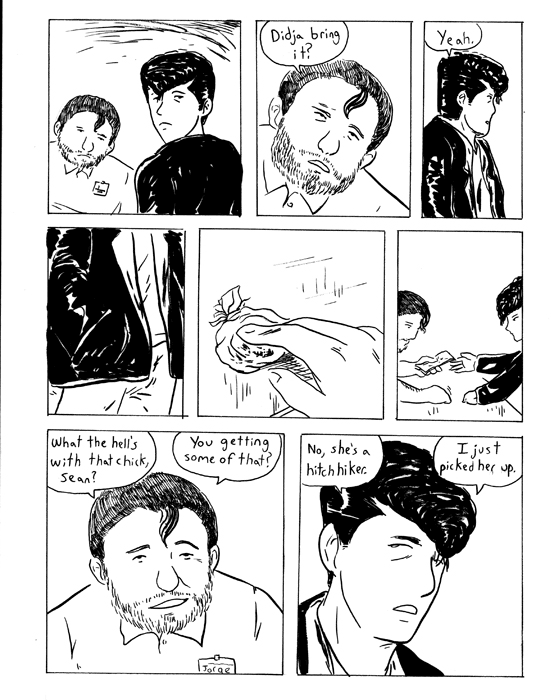 Didja bring
it?
Yeah.
What the hell's
with that chick,
Sean?
You getting
some of that?
Jorge
No, she's a
hitchhiker.
I just
picked her up.